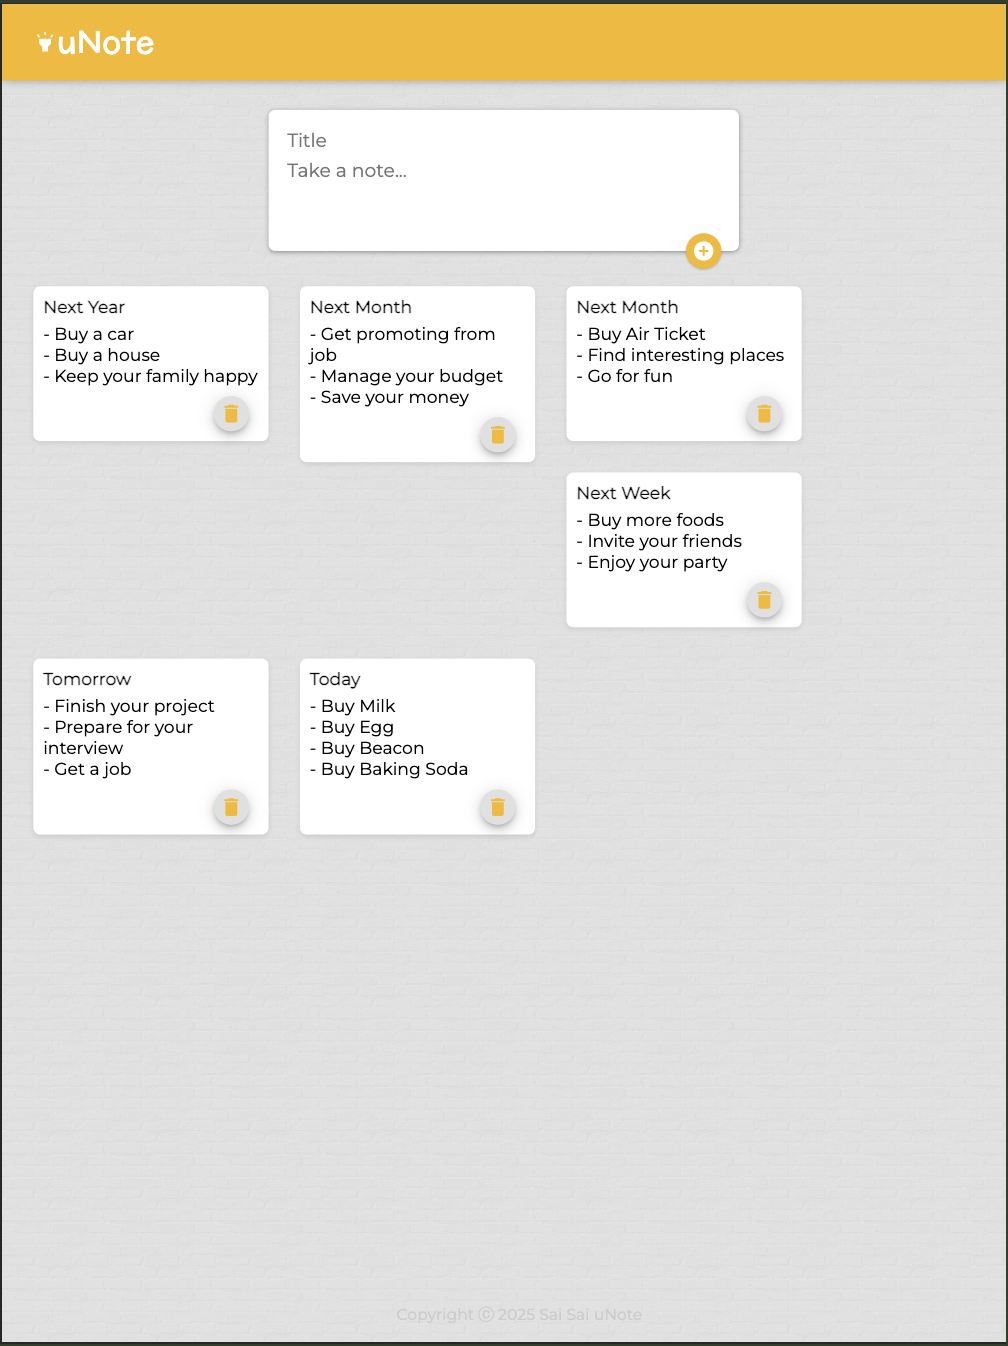 uNote
Title
Take a note...
Next Year
- Buy a car
- Buy a house
- Keep your family happy
Next Month
- Get promoting from
job
- Manage your budget
- Save your money
Next Month
- Buy Air Ticket
- Find interesting places
- Go for fun
Next Week
- Buy more foods
- Invite your friends
- Enjoy your party
Tomorrow
- Finish your project
- Prepare for your
interview
- Get a job
Today
- Buy Milk
- Buy Egg
- Buy Beacon
- Buy Baking Soda
Copyright ⓒ 2025 Sai Sai uNote